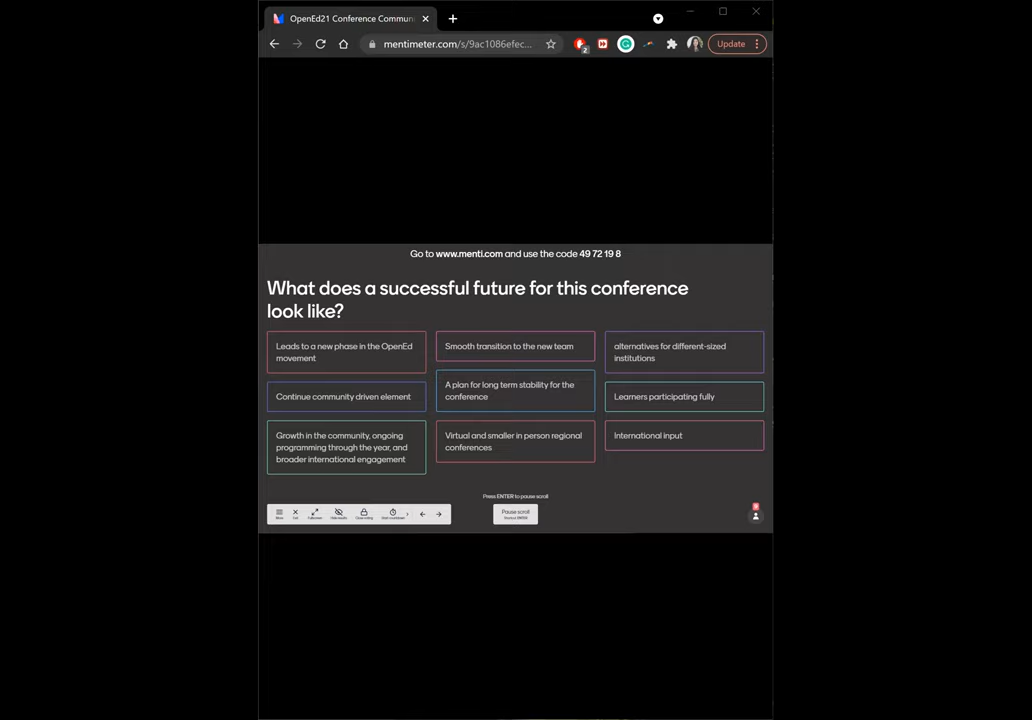 OpenEd21 Conference Commun
mentimeter.com/s/9ac1086efec...
2
Update
Go to www.menti.com and use the code 49 72 19 8
What does a successful future for this conference
look like?
Leads to a new phase in the OpenEd
movement
Smooth transition to the new team
alternatives for different-sized
institutions
Continue community driven element
A plan for long term stability for the
conference
Learners participating fully
Growth in the community, ongoing
programming through the year, and
broader international engagement
Virtual and smaller in person regional
conferences
International input
Press ENTER to pause scroll
Pause scroll